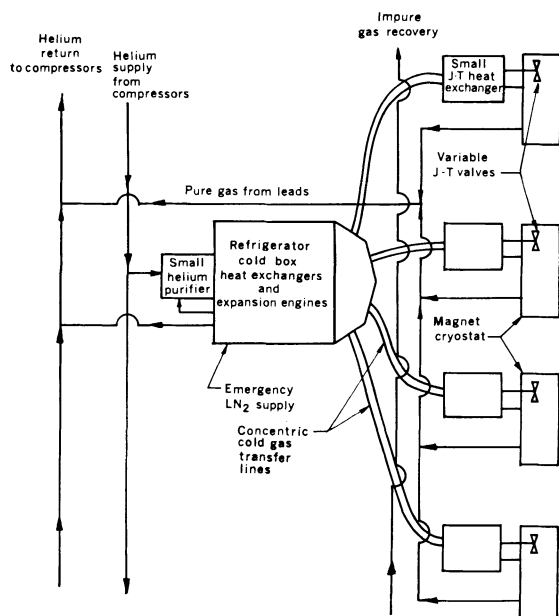 Helium
return
to compressors
Helium
supply
from
compressors
Impure
gas recovery
Small
J-T heat
exchanger
Variable
J-T valves
Pure gas from leads
Small
helium
purifier
Refrigerator
cold box
heat exchangers
and
expansion engines
Magnet
cryostat
Emergency
LN2 supply
Concentric
cold gas
transfer
lines